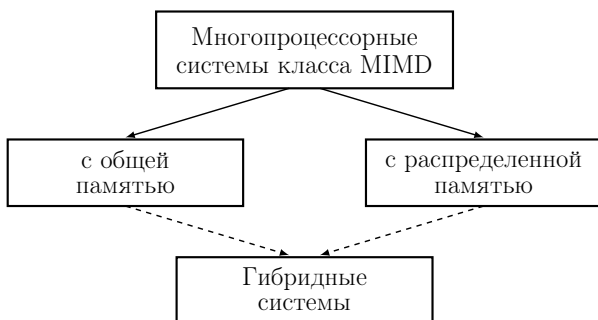 Многопроцессорные
системы класса MIMD
с общей
памятью
с распределенной
памятью
Гибридные
системы